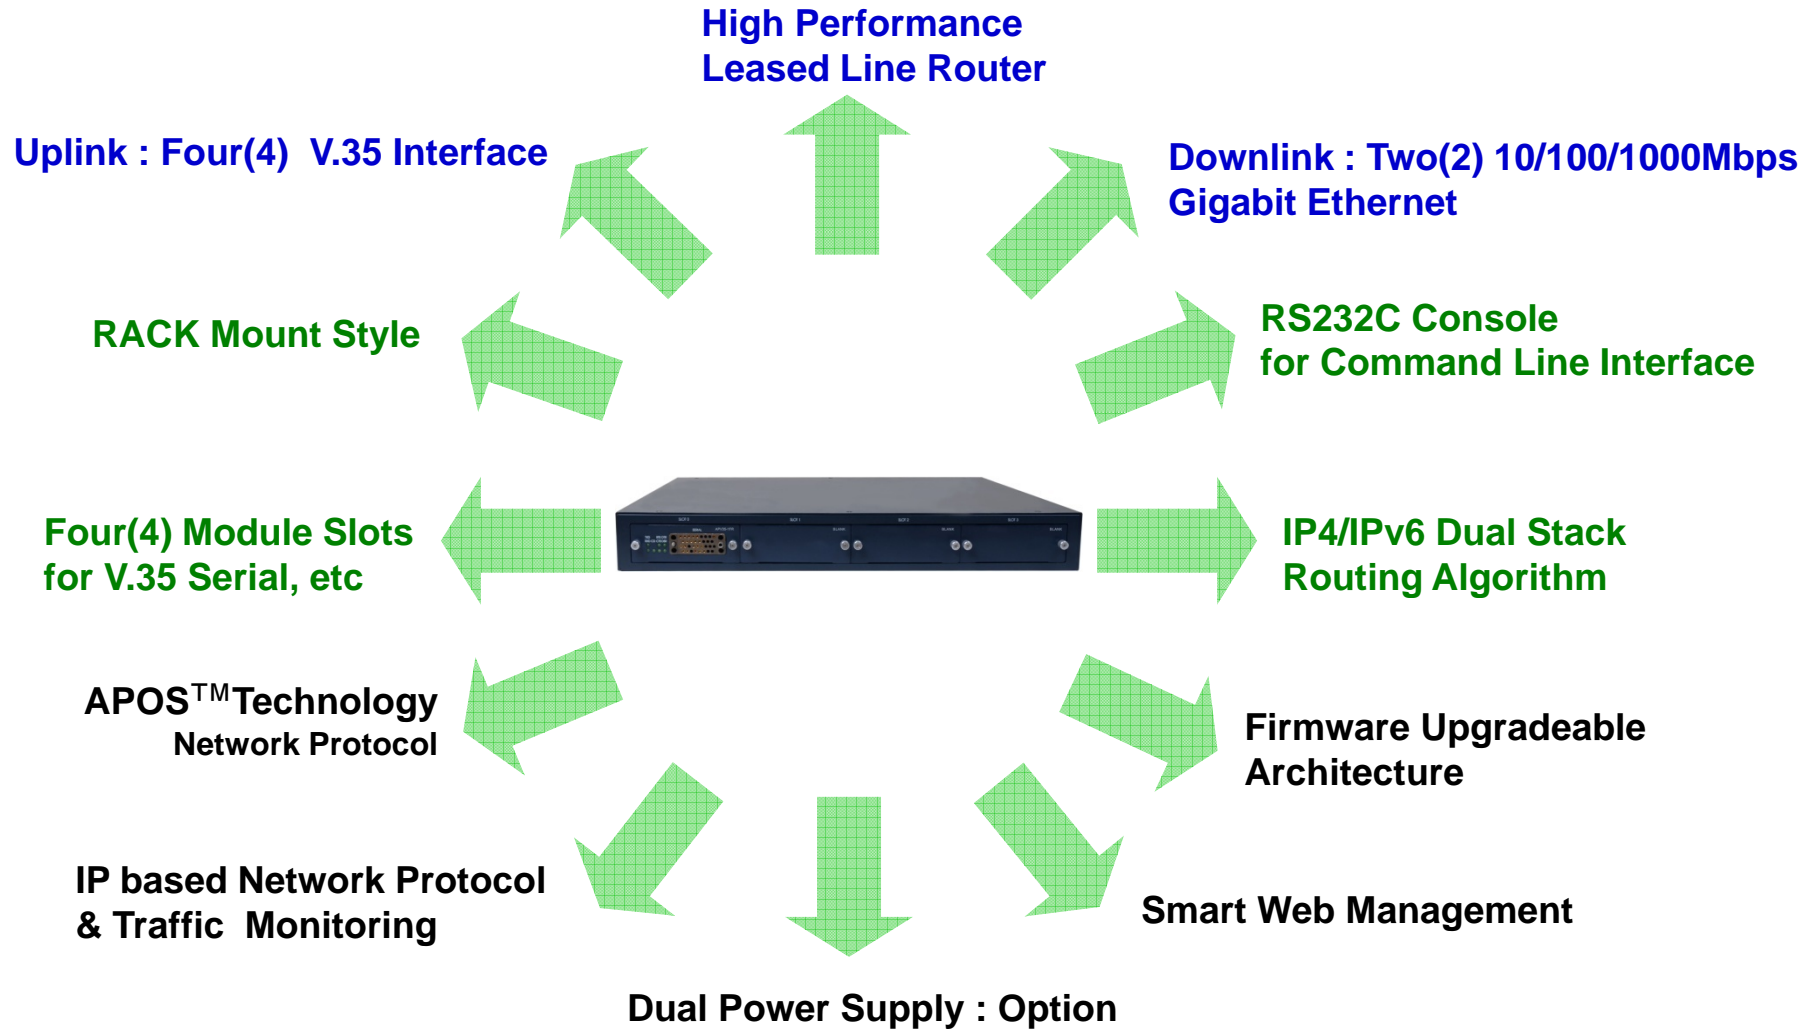 High Performance
Leased Line Router
Uplink : Four(4) V.35 Interface
Downlink : Two(2) 10/100/1000Mbps
Gigabit Ethernet
RACK Mount Style
RS232C Console
for Command Line Interface
Four(4) Module Slots
for V.35 Serial, etc
IP4/IPv6 Dual Stack
Routing Algorithm
APOS™Technology
Network Protocol
Firmware Upgradeable
Architecture
IP based Network Protocol
& Traffic Monitoring
Smart Web Management
Dual Power Supply : Option